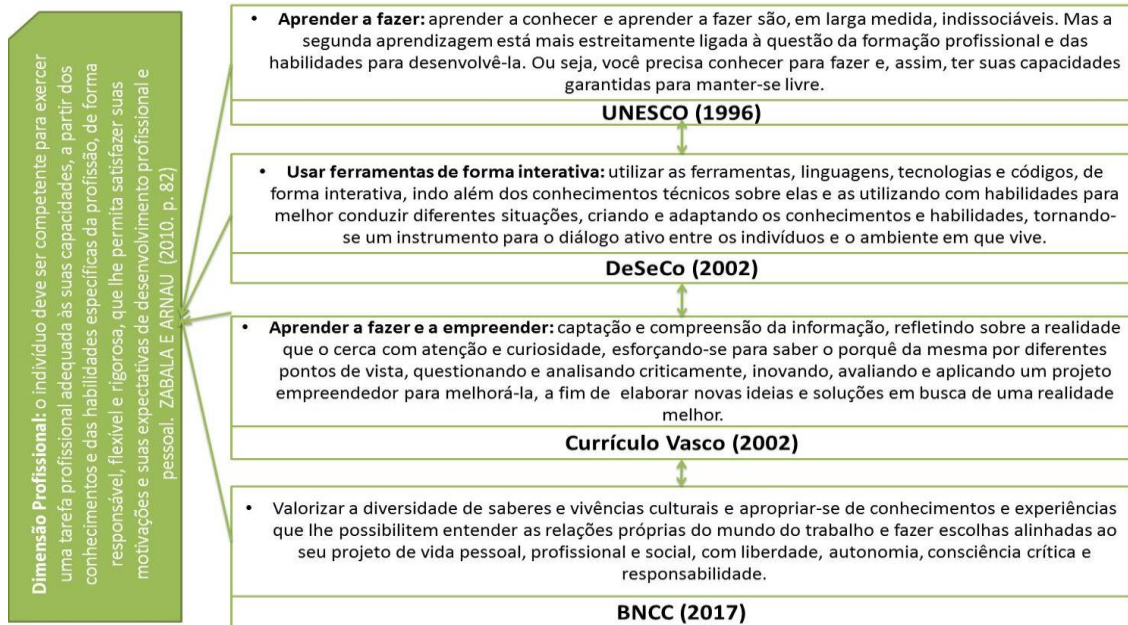 Dimensão Profissional: o indivíduo deve ser competente para exercer
uma tarefa profissional adequada às suas capacidades, a partir dos
conhecimentos e das habilidades específicas da profissão, de forma
responsável, flexível e rigorosa, que lhe permita satisfazer suas
motivações e suas expectativas de desenvolvimento profissional e
pessoal. ZABALA E ARNAU (2010. p. 82)
• Aprender a fazer: aprender a conhecer e aprender a fazer são, em larga medida, indissociáveis. Mas a
segunda aprendizagem está mais estreitamente ligada à questão da formação profissional e das
habilidades para desenvolvê-la. Ou seja, você precisa conhecer para fazer e, assim, ter suas capacidades
garantidas para manter-se livre.
UNESCO (1996)
• Usar ferramentas de forma interativa: utilizar as ferramentas, linguagens, tecnologias e códigos, de
forma interativa, indo além dos conhecimentos técnicos sobre elas e as utilizando com habilidades para
melhor conduzir diferentes situações, criando e adaptando os conhecimentos e habilidades, tornando-
se um instrumento para o diálogo ativo entre os indivíduos e o ambiente em que vive.
DeSeCo (2002)
• Aprender a fazer e a empreender: captação e compreensão da informação, refletindo sobre a realidade
que o cerca com atenção e curiosidade, esforçando-se para saber o porquê da mesma por diferentes
pontos de vista, questionando e analisando criticamente, inovando, avaliando e aplicando um projeto
empreendedor para melhorá-la, a fim de elaborar novas ideias e soluções em busca de uma realidade
melhor.
Currículo Vasco (2002)
• Valorizar a diversidade de saberes e vivências culturais e apropriar-se de conhecimentos e experiências
que lhe possibilitem entender as relações próprias do mundo do trabalho e fazer escolhas alinhadas ao
seu projeto de vida pessoal, profissional e social, com liberdade, autonomia, consciência crítica e
responsabilidade.
BNCC (2017)